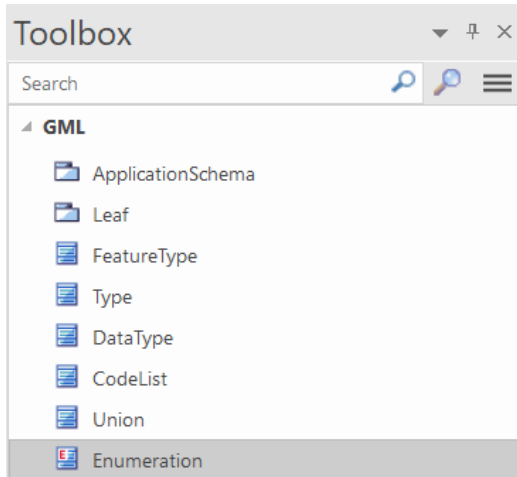 Toolbox
Search
GML
ApplicationSchema
Leaf
FeatureType
Type
DataType
CodeList
Union
Enumeration